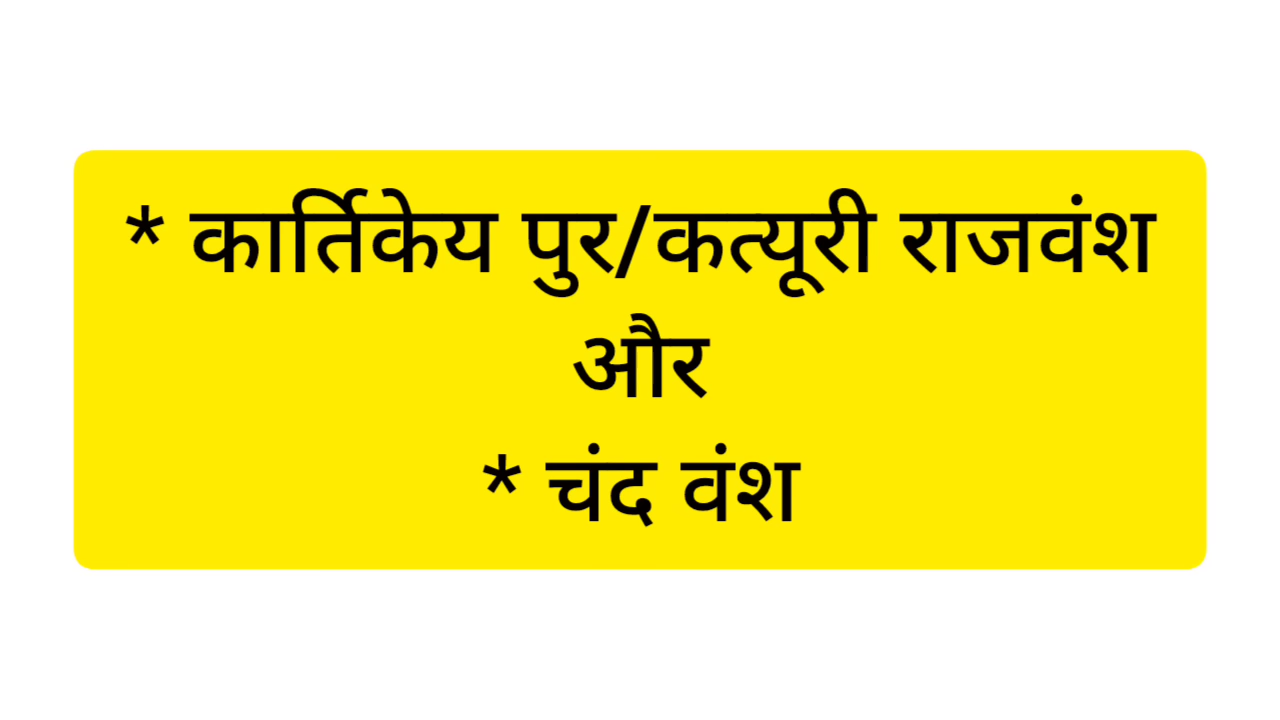 * कार्तिकेय पुर/कत्यूरी राजवंश
और
* चंद वंश